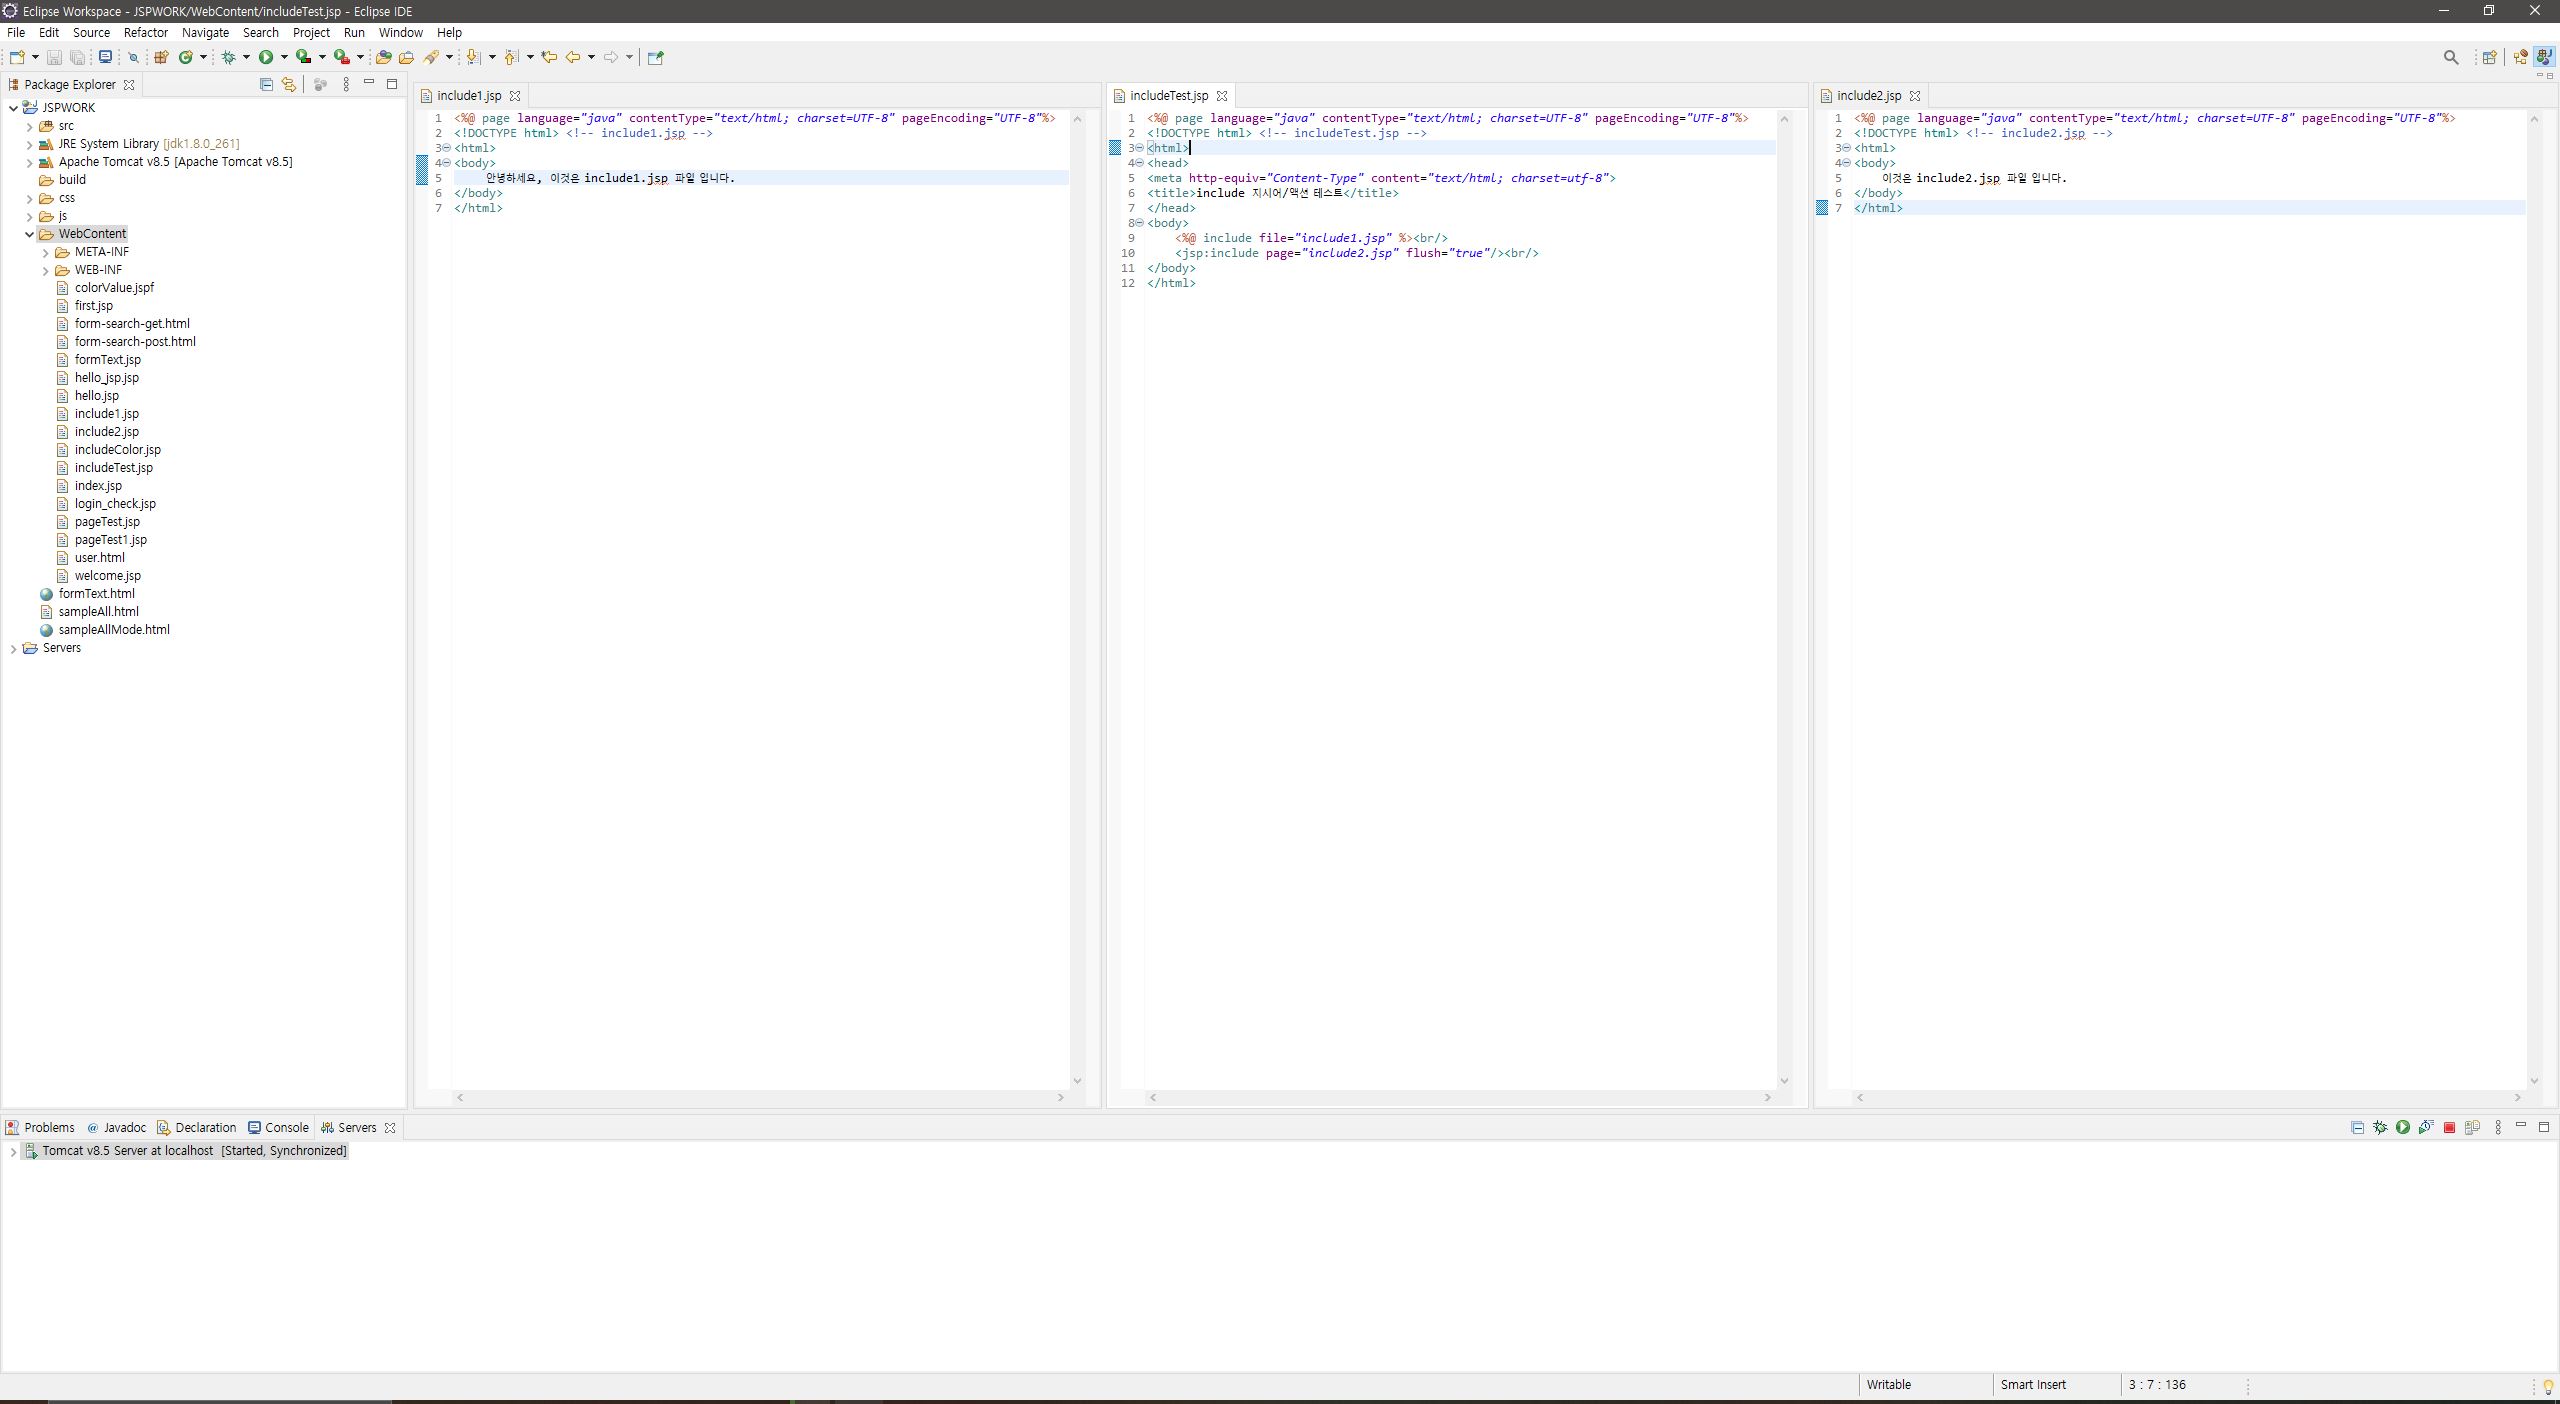 Eclipse Workspace - JSPWORK/WebContent/includeTest.jsp - Eclipse IDE
File Edit Source Refactor Navigate Search Project Run Window Help
Package Explorer
JSPWORK
src
JRE System Library [jdk1.8.0_261]
Apache Tomcat v8.5 [Apache Tomcat v8.5]
build
css
js
WebContent
META-INF
WEB-INF
colorValue.jspf
first.jsp
form-search-get.html
form-search-post.html
formText.jsp
hello_jsp.jsp
hello.jsp
include1.jsp
include2.jsp
includeColor.jsp
includeTest.jsp
index.jsp
login_check.jsp
pageTest.jsp
pageTest1.jsp
user.html
welcome.jsp
formText.html
sampleAll.html
sampleAllMode.html
Servers
include1.jsp
1 <%@ page language="java" contentType="text/html; charset=UTF-8" pageEncoding="UTF-8"%>
2 <!DOCTYPE html> <!-- include1.jsp -->
3 <html>
4 <body>
5 안녕하세요, 이것은 include1.jsp 파일 입니다.
6 </body>
7 </html>
includeTest.jsp
1 <%@ page language="java" contentType="text/html; charset=UTF-8" pageEncoding="UTF-8"%>
2 <!DOCTYPE html> <!-- includeTest.jsp -->
3 <html>
4 <head>
5 <meta http-equiv="Content-Type" content="text/html; charset=utf-8">
6 <title>include 지시어/액션 테스트</title>
7 </head>
8 <body>
9 <%@ include file="include1.jsp" %><br/>
10 <jsp:include page="include2.jsp" flush="true"/><br/>
11 </body>
12 </html>
include2.jsp
1 <%@ page language="java" contentType="text/html; charset=UTF-8" pageEncoding="UTF-8"%>
2 <!DOCTYPE html> <!-- include2.jsp -->
3 <html>
4 <body>
5 이것은 include2.jsp 파일 입니다.
6 </body>
7 </html>
Problems @ Javadoc Declaration Console Servers
Tomcat v8.5 Server at localhost [Started, Synchronized]
Writable Smart Insert 3 : 7 : 136